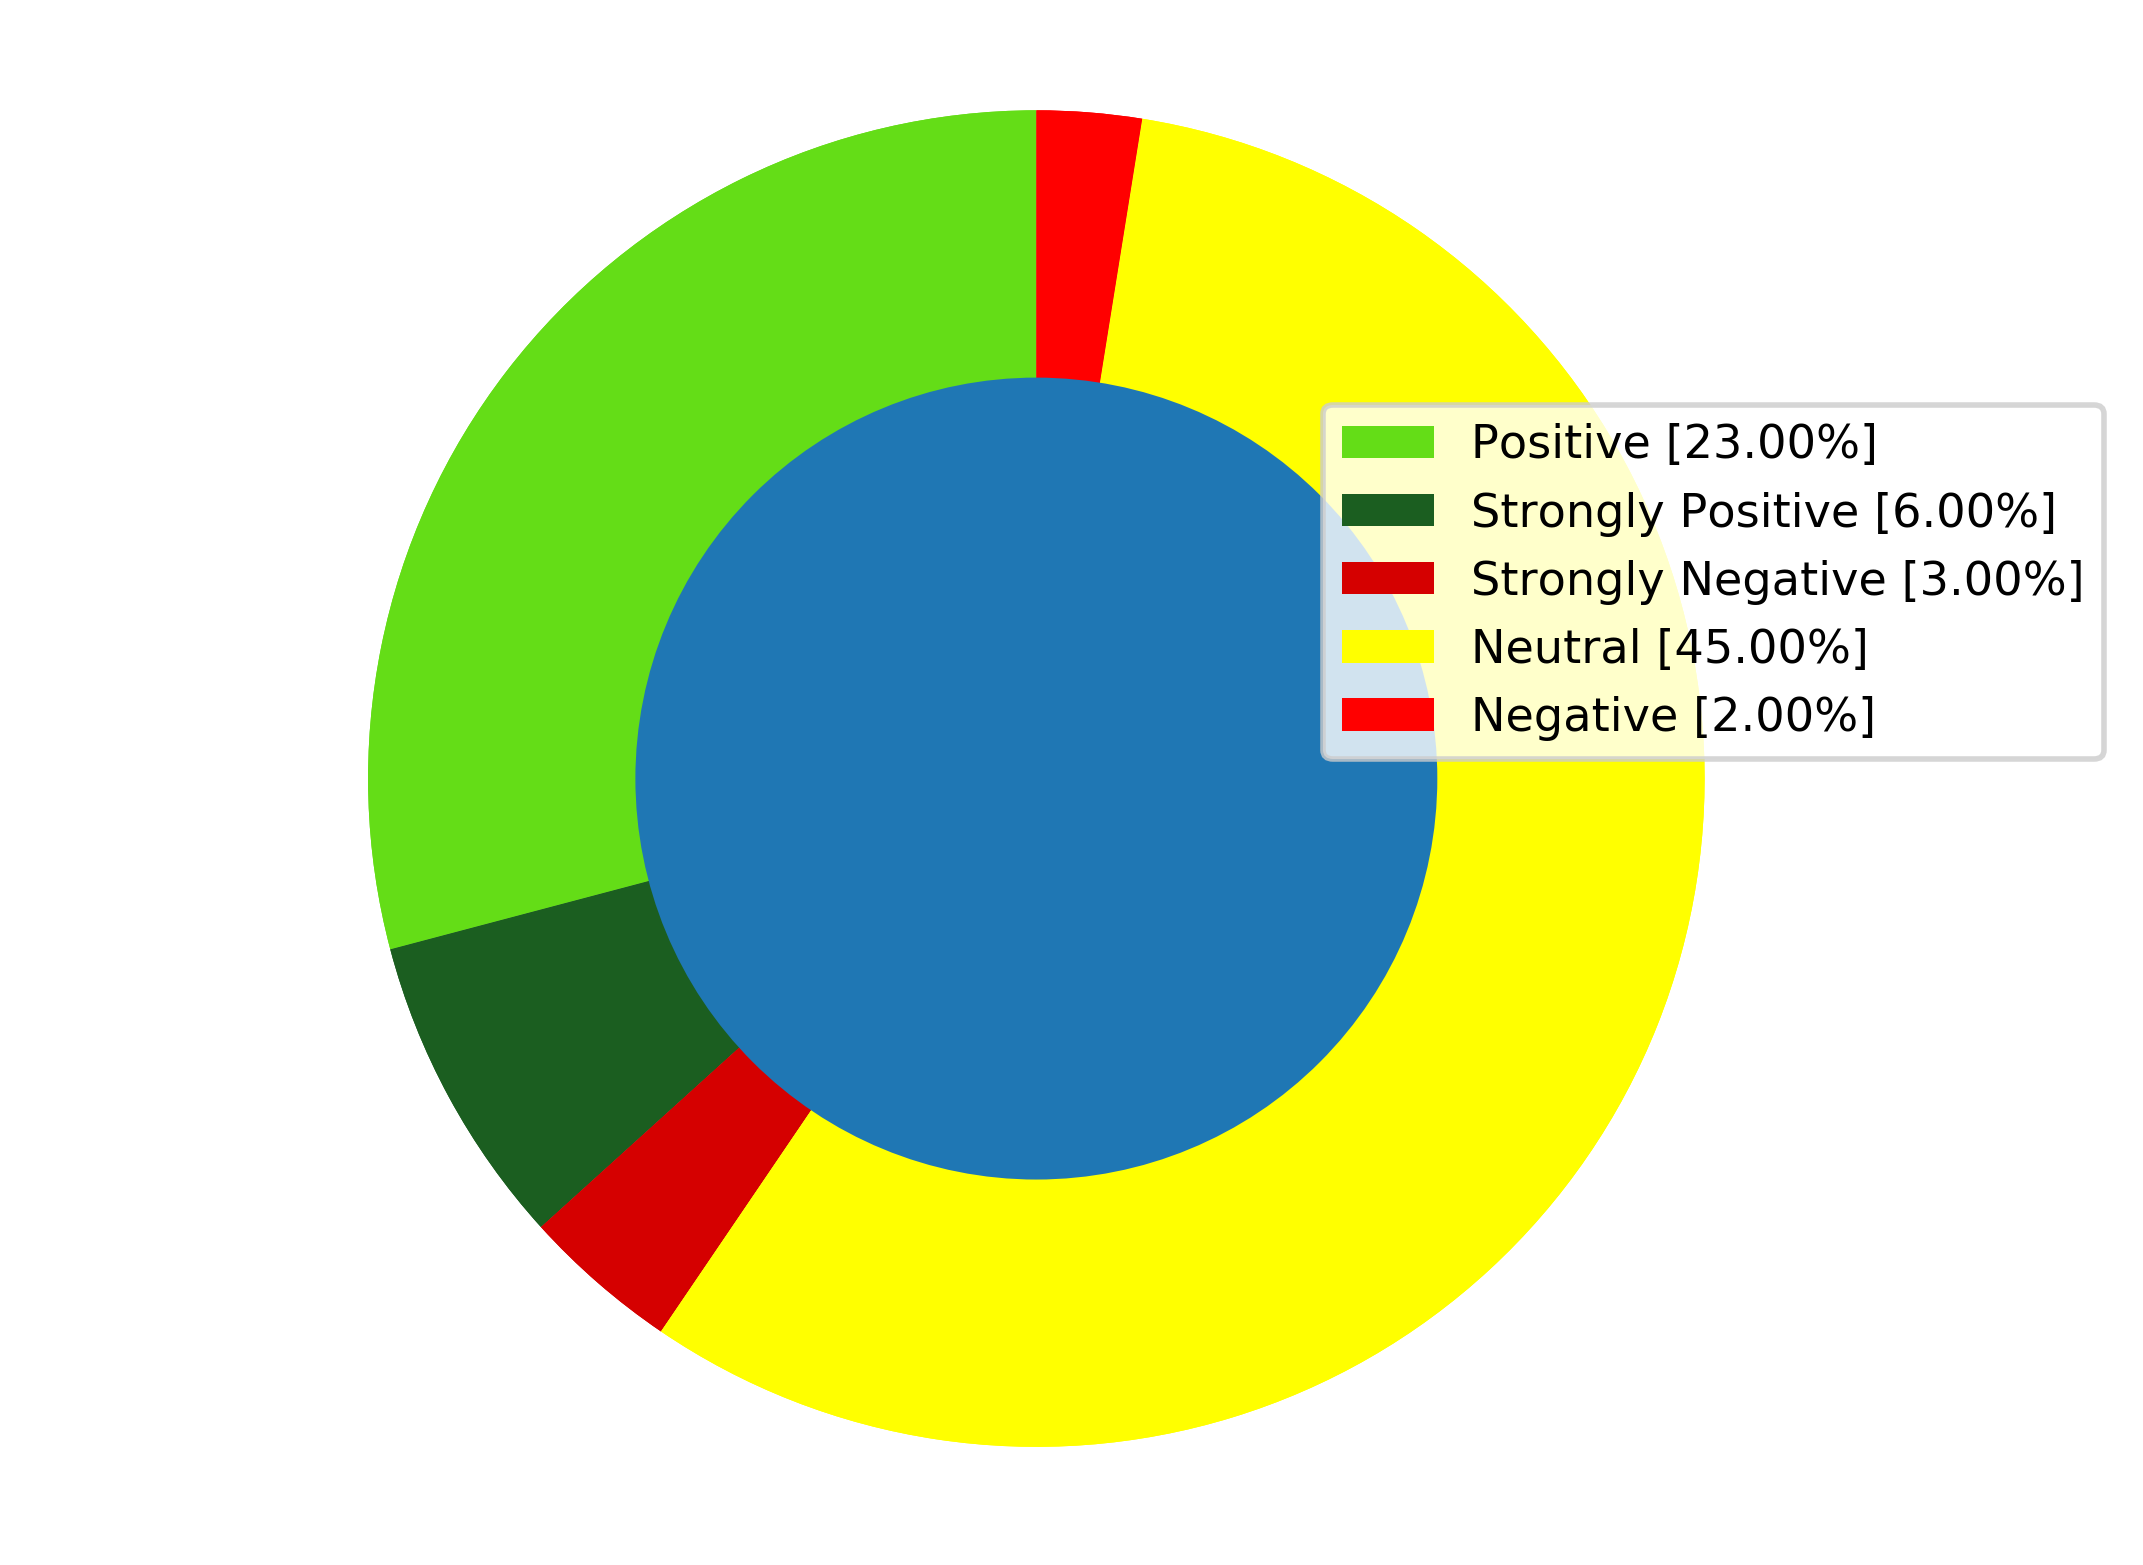 Positive [23.00%]
Strongly Positive [6.00%]
Strongly Negative [3.00%]
Neutral [45.00%]
Negative [2.00%]